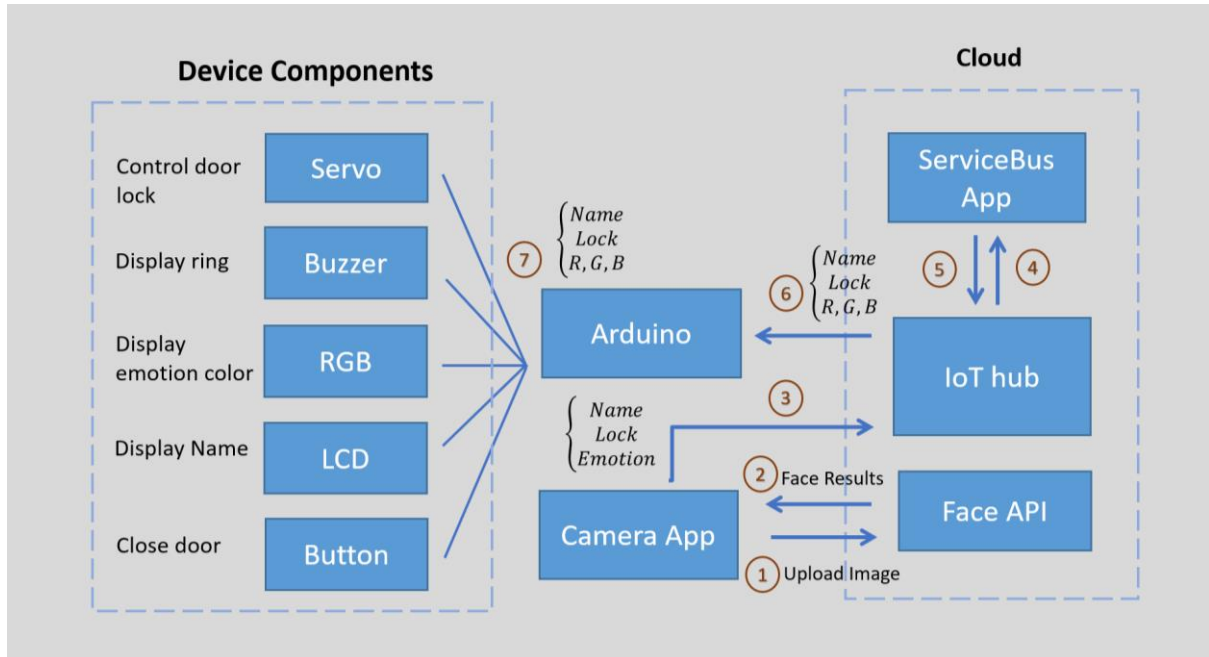 Device Components
Control door
lock
Servo
Display ring
Buzzer
Display
emotion color
RGB
Display Name
LCD
Close door
Button
7
Name
Lock
R, G, B
Arduino
Name
Lock
Emotion
Camera App
Cloud
ServiceBus
App
5
4
6
Name
Lock
R, G, B
IoT hub
3
2
Face Results
Face API
1
Upload Image